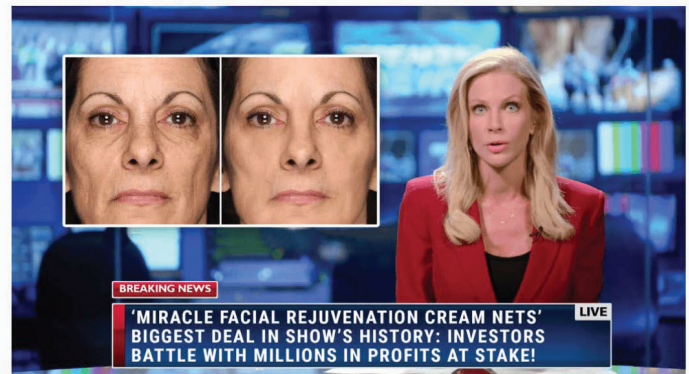 BREAKING NEWS
'MIRACLE FACIAL REJUVENATION CREAM NETS'
LIVE
BIGGEST DEAL IN SHOW'S HISTORY: INVESTORS
BATTLE WITH MILLIONS IN PROFITS AT STAKE!